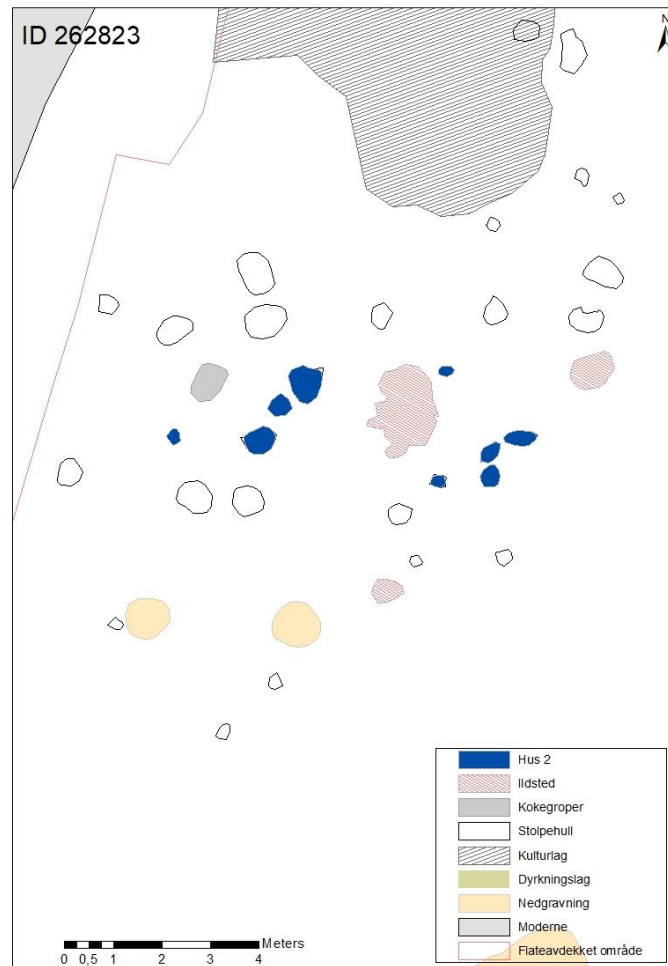 ID 262823
N
Hus 2
Ildsted
Kokegroper
Stolpehull
Kulturlag
Dyrkningslag
Nedgravning
Moderne
Flateavdekket område
Meters
0 0,5 1 2 3 4